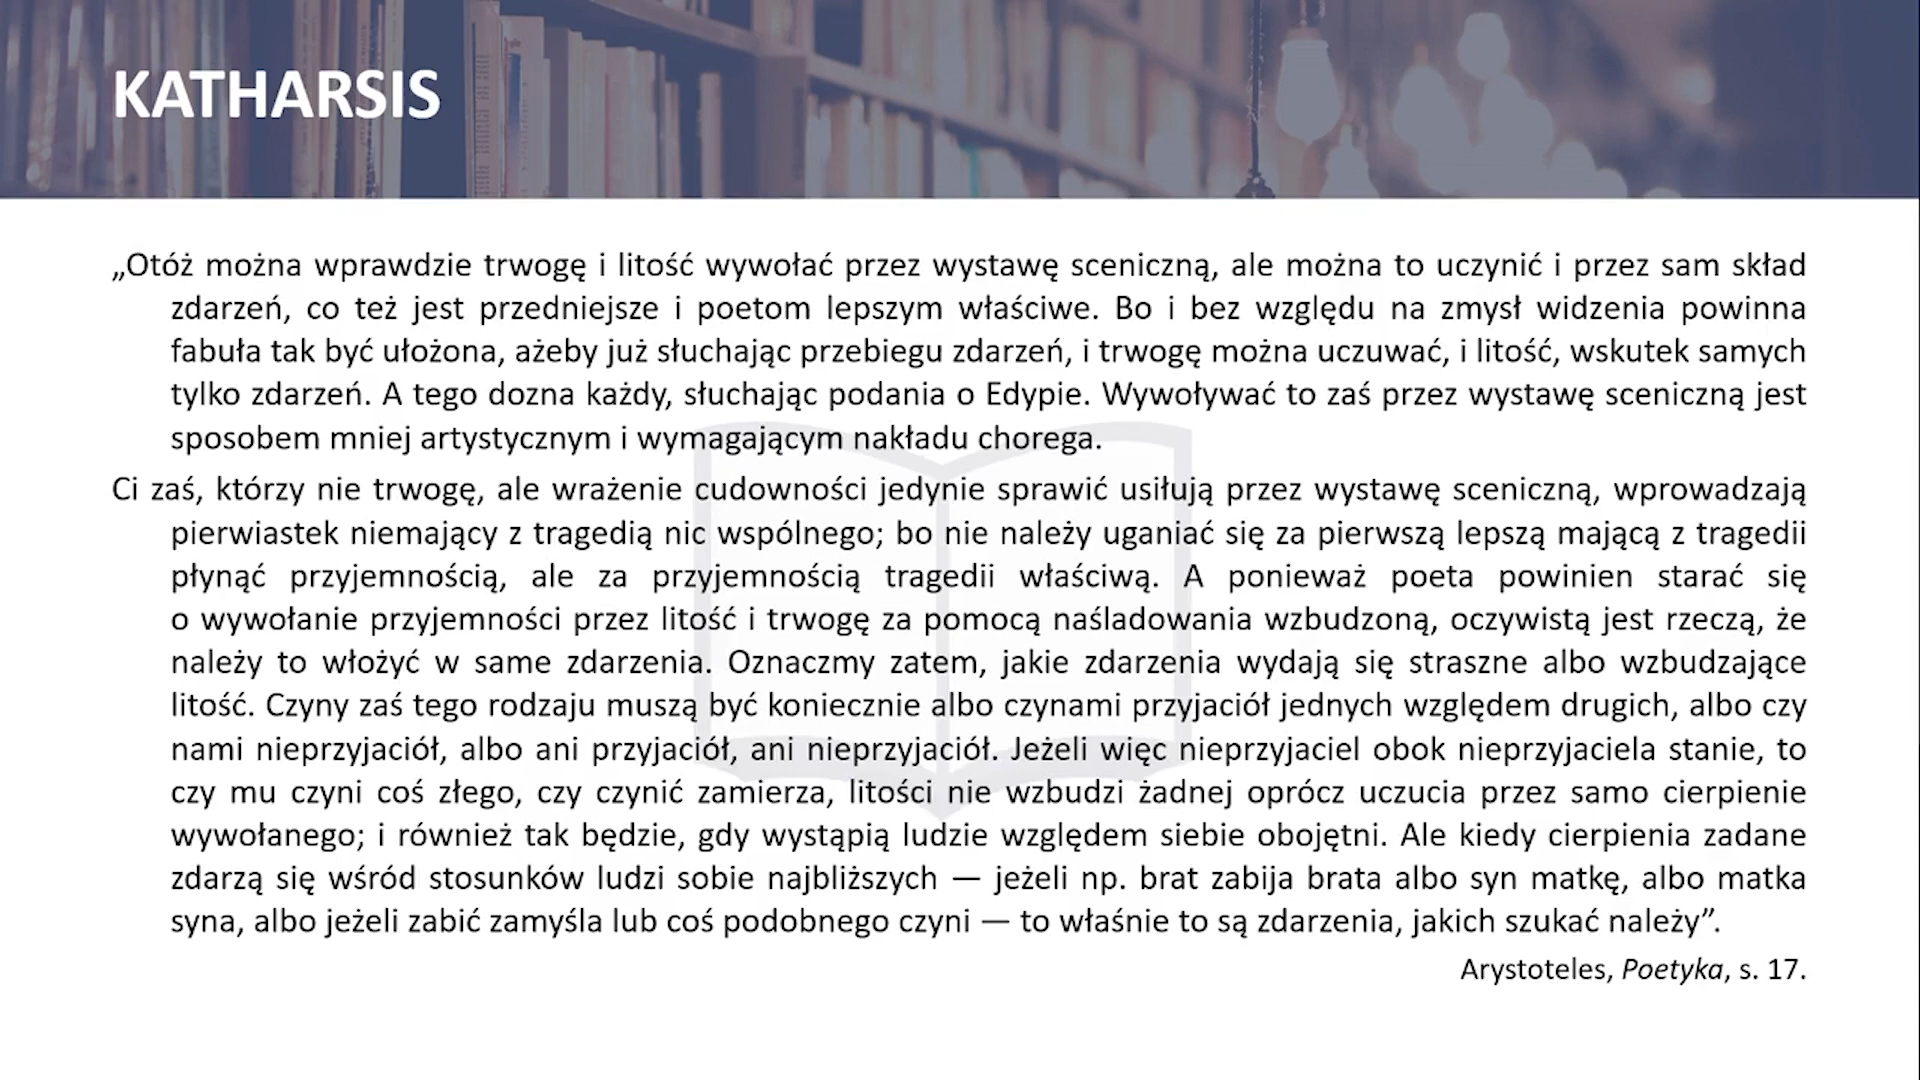 KATHARSIS
„Otóż można wprawdzie trwogę i litość wywołać przez wystawę sceniczną, ale można to uczynić i przez sam skład
zdarzeń, co też jest przedniejsze i poetom lepszym właściwe. Bo i bez względu na zmysł widzenia powinna
fabuła tak być ułożona, ażeby już słuchając przebiegu zdarzeń, i trwogę można uczuwać, i litość, wskutek samych
tylko zdarzeń. A tego dozna każdy, słuchając podania o Edypie. Wywoływać to zaś przez wystawę sceniczną jest
sposobem mniej artystycznym i wymagającym nakładu chorega.
Ci zaś, którzy nie trwogę, ale wrażenie cudowności jedynie sprawić usiłują przez wystawę sceniczną, wprowadzają
pierwiastek niemający z tragedią nic wspólnego; bo nie należy uganiać się za pierwszą lepszą mającą z tragedii
płynąć przyjemnością, ale za przyjemnością tragedii właściwą. A ponieważ poeta powinien starać się
o wywołanie przyjemności przez litość i trwogę za pomocą naśladowania wzbudzoną, oczywistą jest rzeczą, że
należy to włożyć w same zdarzenia. Oznaczmy zatem, jakie zdarzenia wydają się straszne albo wzbudzające
litość. Czyny zaś tego rodzaju muszą być koniecznie albo czynami przyjaciół jednych względem drugich, albo czy
nami nieprzyjaciół, albo ani przyjaciół, ani nieprzyjaciół. Jeżeli więc nieprzyjaciel obok nieprzyjaciela stanie, to
czy mu czyni coś złego, czy czynić zamierza, litości nie wzbudzi żadnej oprócz uczucia przez samo cierpienie
wywołanego; i również tak będzie, gdy wystąpią ludzie względem siebie obojętni. Ale kiedy cierpienia zadane
zdarzą się wśród stosunków ludzi sobie najbliższych — jeżeli np. brat zabija brata albo syn matkę, albo matka
syna, albo jeżeli zabić zamyśla lub coś podobnego czyni — to właśnie to są zdarzenia, jakich szukać należy”.
Arystoteles, Poetyka, s. 17.